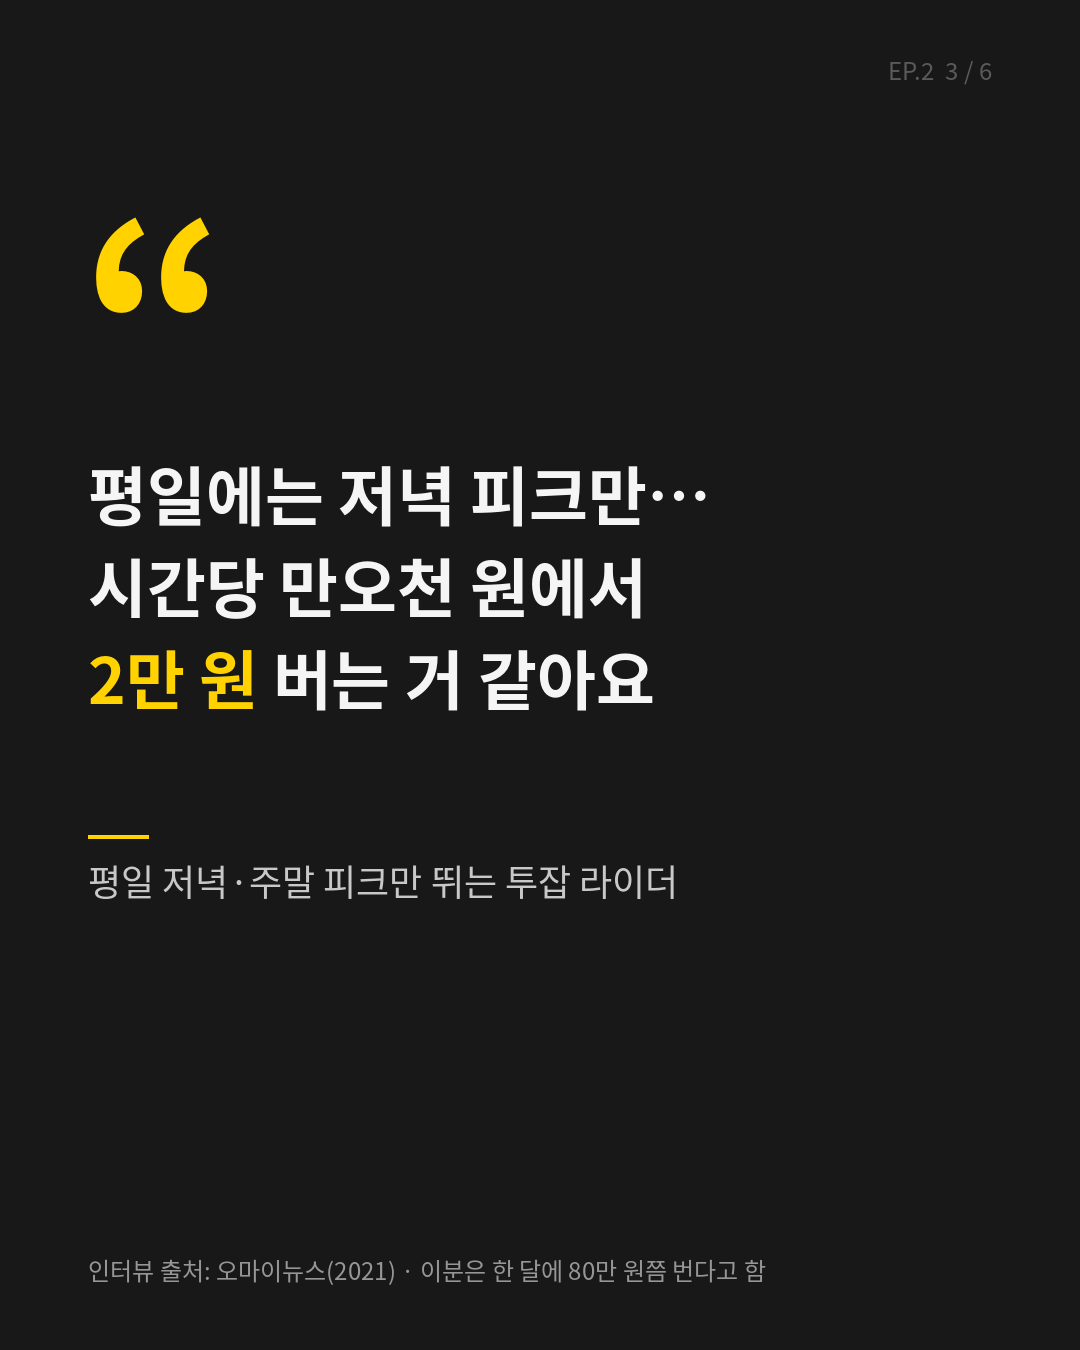 EP.2 3 / 6
“
평일에는 저녁 피크만…
시간당 만오천 원에서
2만 원 버는 거 같아요
평일 저녁·주말 피크만 뛰는 투잡 라이더
인터뷰 출처: 오마이뉴스(2021) · 이분은 한 달에 80만 원쯤 번다고 함